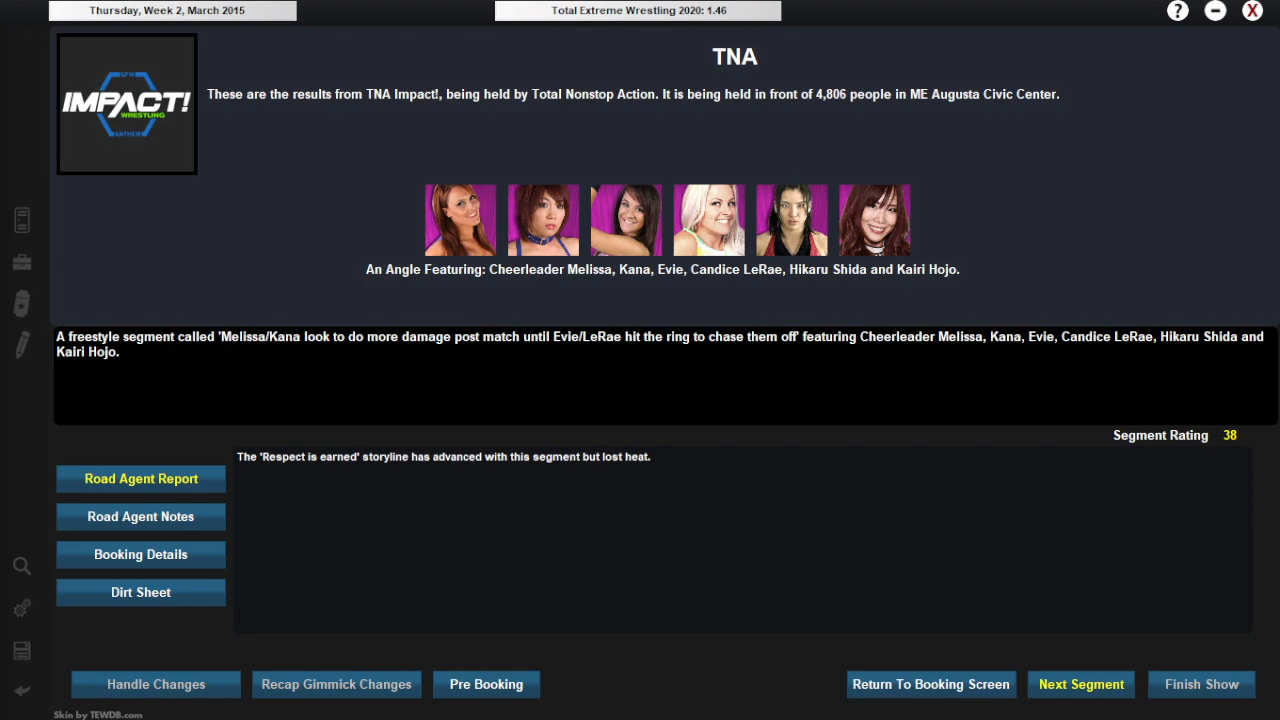 Thursday, Week 2, March 2015
Total Extreme Wrestling 2020: 1.46
?
X
TNA
GFW
IMPACT!
WRESTLING
ANTHEM
These are the results from TNA Impact!, being held by Total Nonstop Action. It is being held in front of 4,806 people in ME Augusta Civic Center.
An Angle Featuring: Cheerleader Melissa, Kana, Evie, Candice LeRae, Hikaru Shida and Kairi Hojo.
A freestyle segment called 'Melissa/Kana look to do more damage post match until Evie/LeRae hit the ring to chase them off' featuring Cheerleader Melissa, Kana, Evie, Candice LeRae, Hikaru Shida and
Kairi Hojo.
Segment Rating 38
The 'Respect is earned' storyline has advanced with this segment but lost heat.
Road Agent Report
Road Agent Notes
Booking Details
Dirt Sheet
Handle Changes
Recap Gimmick Changes
Pre Booking
Return To Booking Screen
Next Segment
Finish Show
Skin by TEWDB.com